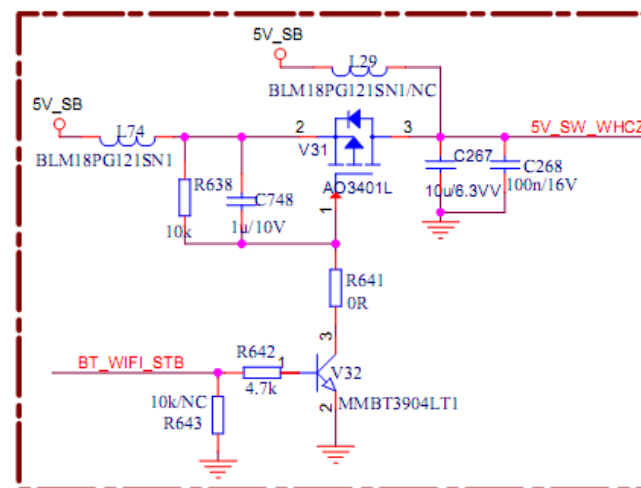 5V_SB
L29
BLM18PG121SN1/NC
5V_SB
L74
BLM18PG121SN1
2
3
5V_SW_WHCZ
V31
R638
10k
C748
1u/10V
AO3401L
1
C267
10u/6.3VV
C268
100n/16V
R641
0R
3
BT_WIFI_STB
R642
1
4.7k
V32
2
MMBT3904LT1
10k/NC
R643